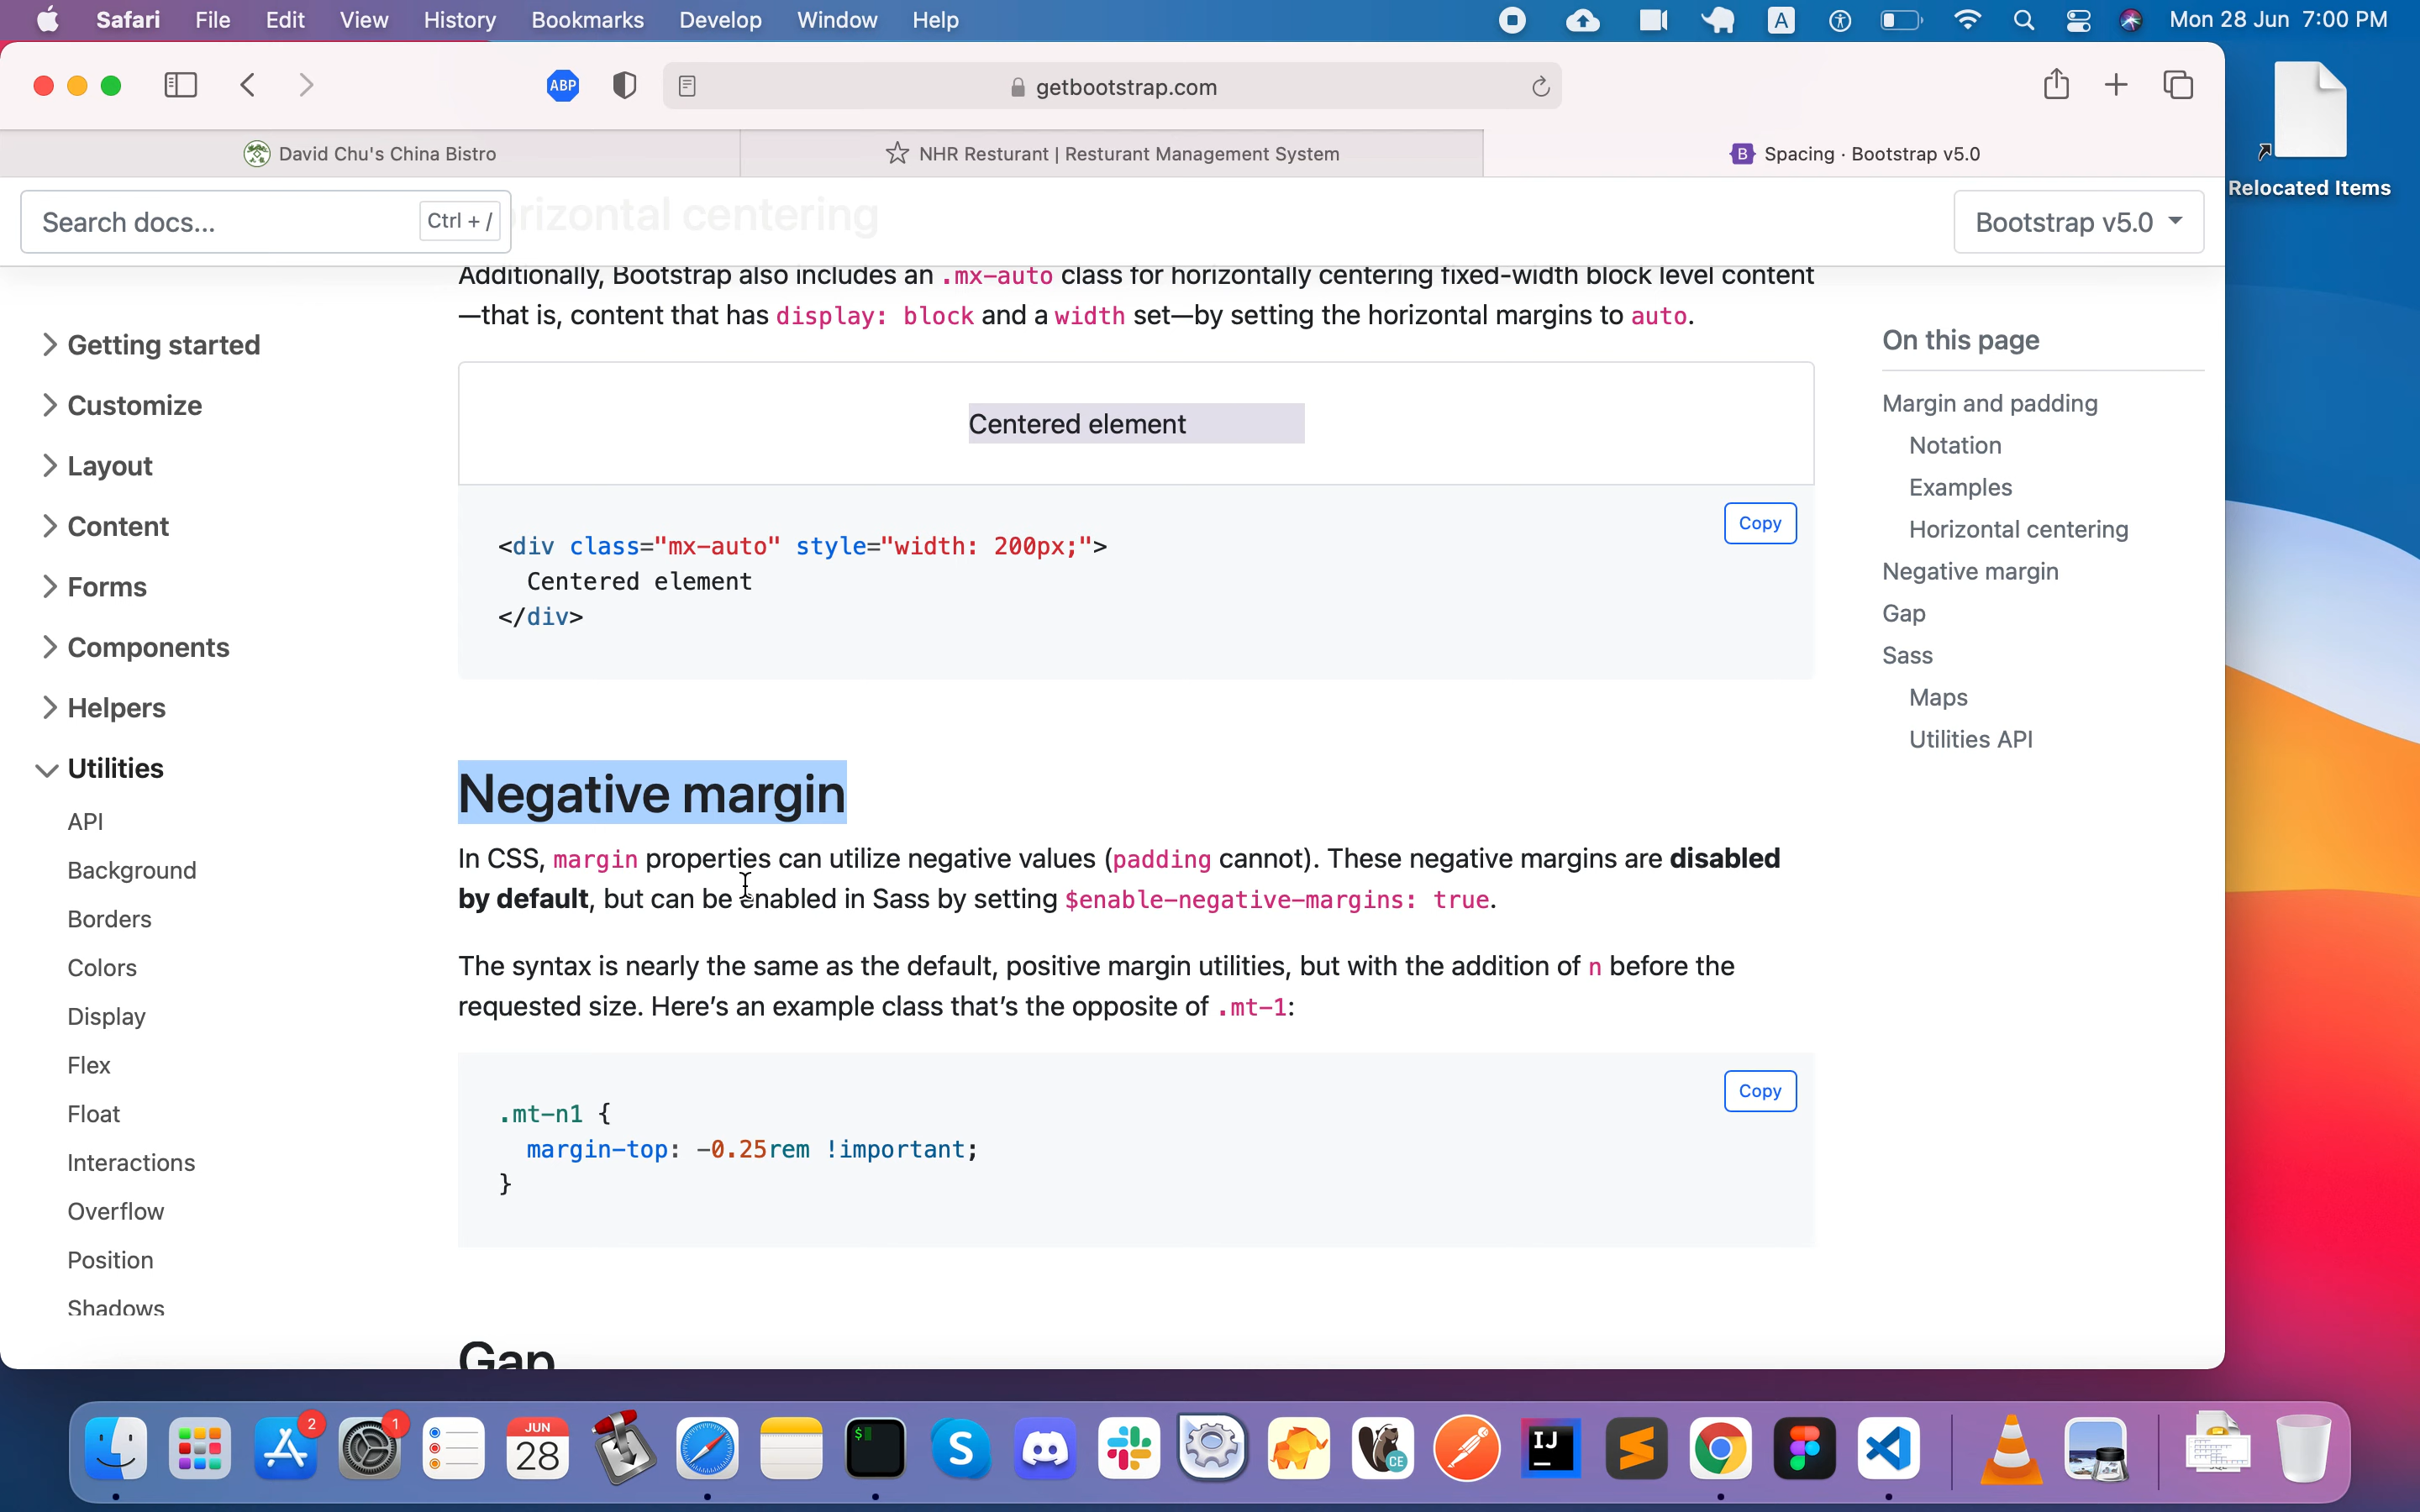 Safari File Edit View History Bookmarks Develop Window Help A Mon 28 Jun 7:00 PM
ABP getbootstrap.com
David Chu's China Bistro NHR Resturant | Resturant Management System B Spacing · Bootstrap v5.0
Relocated Items
Search docs... Ctrl + / rizontal centering Bootstrap v5.0
Additionally, Bootstrap also includes an .mx-auto class for horizontally centering fixed-width block level content
—that is, content that has display: block and a width set—by setting the horizontal margins to auto.
Centered element
Copy
<div class="mx-auto" style="width: 200px;">
Centered element
</div>
Negative margin
In CSS, margin properties can utilize negative values (padding cannot). These negative margins are disabled
by default, but can be enabled in Sass by setting $enable-negative-margins: true.
The syntax is nearly the same as the default, positive margin utilities, but with the addition of n before the
requested size. Here's an example class that's the opposite of .mt-1:
Copy
.mt-n1 {
margin-top: -0.25rem !important;
}
Gap
Getting started
Customize
Layout
Content
Forms
Components
Helpers
Utilities
API
Background
Borders
Colors
Display
Flex
Float
Interactions
Overflow
Position
Shadows
On this page
Margin and padding
Notation
Examples
Horizontal centering
Negative margin
Gap
Sass
Maps
Utilities API
2 1 JUN 28 $ S CE IJ